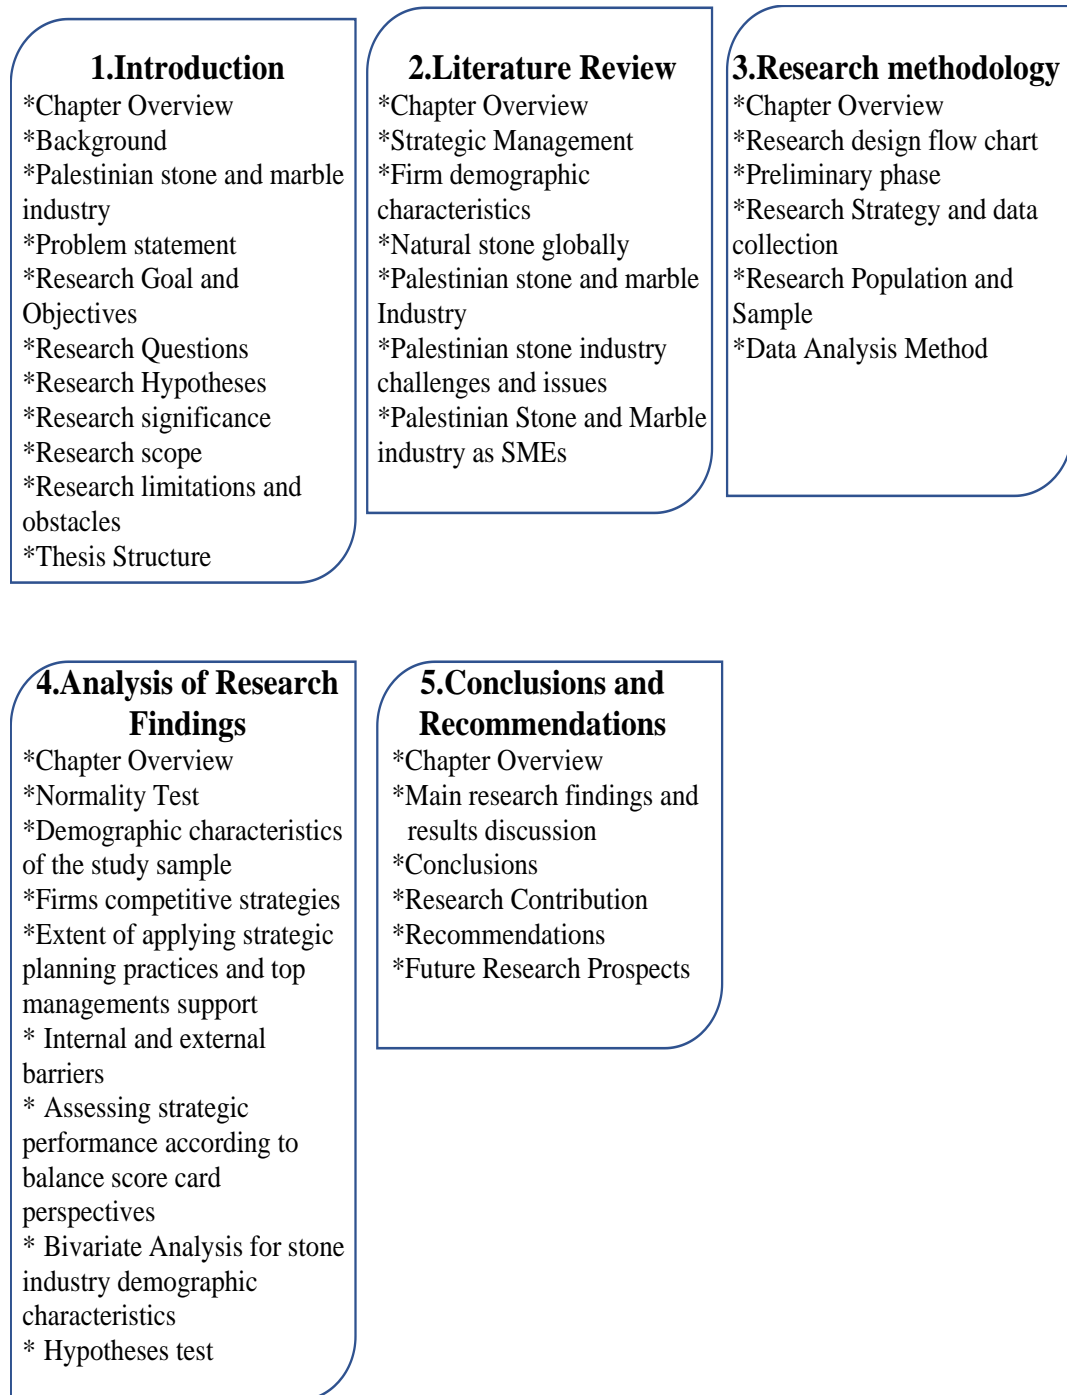 1.Introduction
*Chapter Overview
*Background
*Palestinian stone and marble
industry
*Problem statement
*Research Goal and
Objectives
*Research Questions
*Research Hypotheses
*Research significance
*Research scope
*Research limitations and
obstacles
*Thesis Structure
2.Literature Review
*Chapter Overview
*Strategic Management
*Firm demographic
characteristics
*Natural stone globally
*Palestinian stone and marble
Industry
*Palestinian stone industry
challenges and issues
*Palestinian Stone and Marble
industry as SMEs
3.Research methodology
*Chapter Overview
*Research design flow chart
*Preliminary phase
*Research Strategy and data
collection
*Research Population and
Sample
*Data Analysis Method
4.Analysis of Research
Findings
*Chapter Overview
*Normality Test
*Demographic characteristics
of the study sample
*Firms competitive strategies
*Extent of applying strategic
planning practices and top
managements support
* Internal and external
barriers
* Assessing strategic
performance according to
balance score card
perspectives
* Bivariate Analysis for stone
industry demographic
characteristics
* Hypotheses test
5.Conclusions and
Recommendations
*Chapter Overview
*Main research findings and
results discussion
*Conclusions
*Research Contribution
*Recommendations
*Future Research Prospects